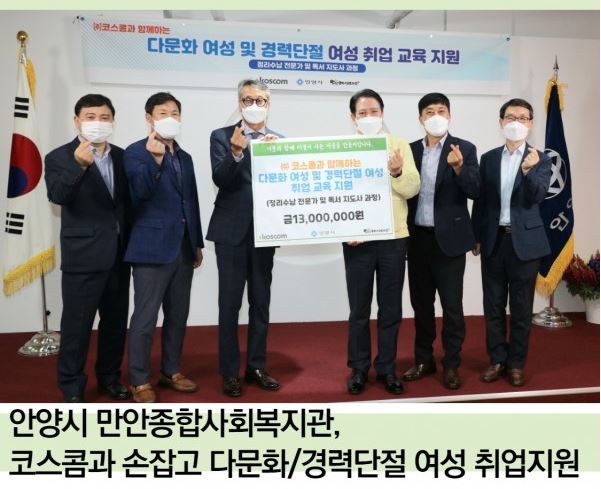 ㈜코스콤과 함께하는
다문화 여성 및 경력단절 여성 취업 교육 지원
정리수납 전문가 및 독서 지도사 과정
koscom 안양시
㈜ 코스콤과 함께하는
다문화 여성 및 경력단절 여성
취업 교육 지원
(정리수납 전문가 및 독서 지도사 과정)
금13,000,000원
koscom 안양시
안양시 만안종합사회복지관,
코스콤과 손잡고 다문화/경력단절 여성 취업지원